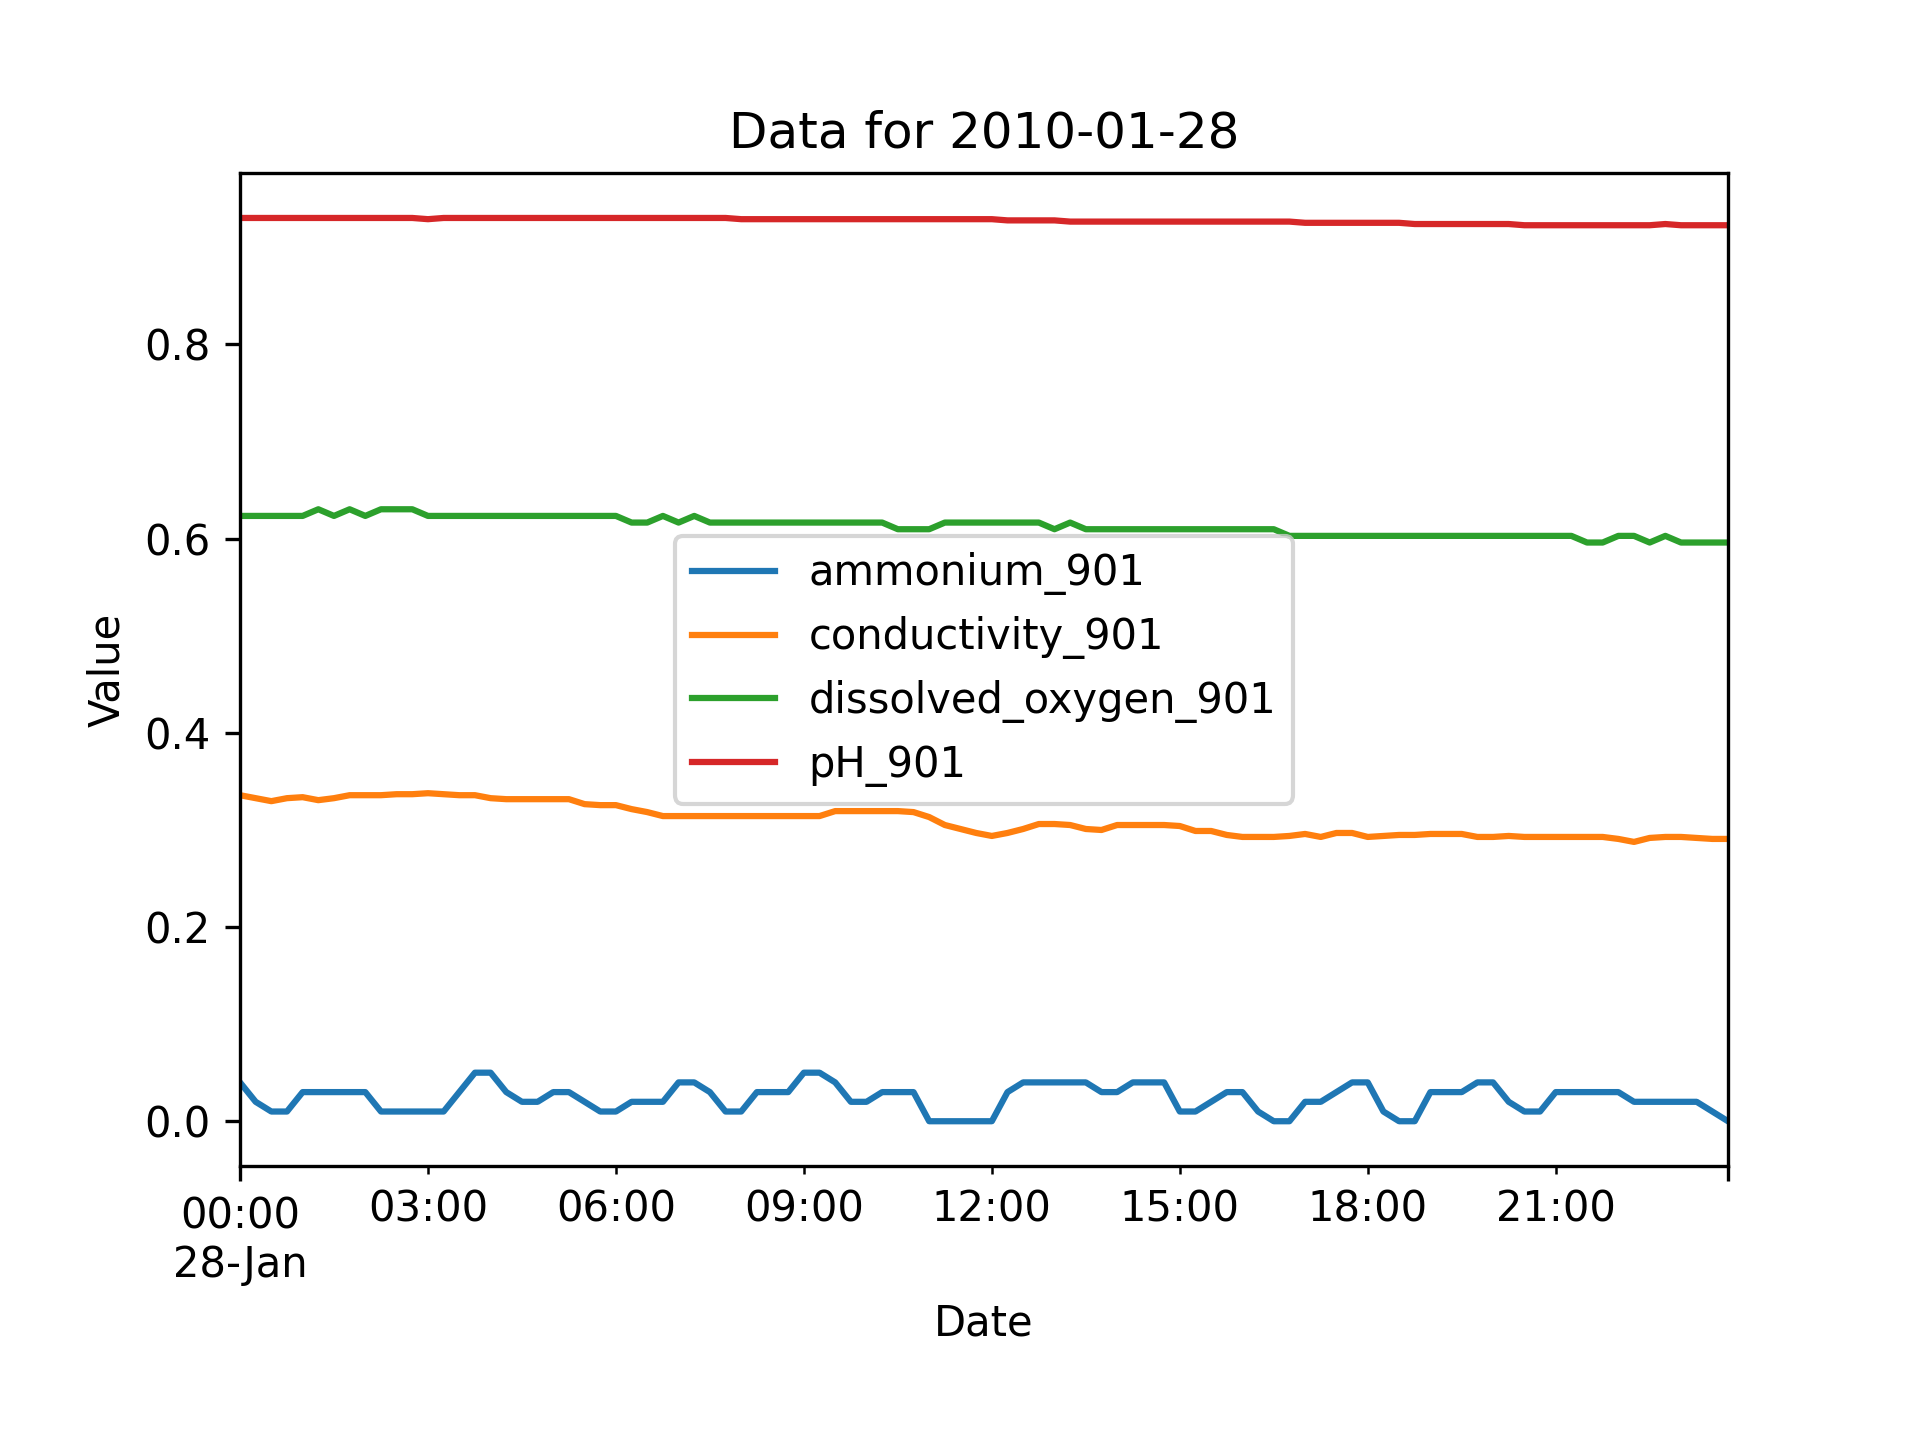 Data for 2010-01-28
Value
0.8
0.6
0.4
0.2
0.0
ammonium_901
conductivity_901
dissolved_oxygen_901
pH_901
00:00 03:00 06:00 09:00 12:00 15:00 18:00 21:00
28-Jan
Date